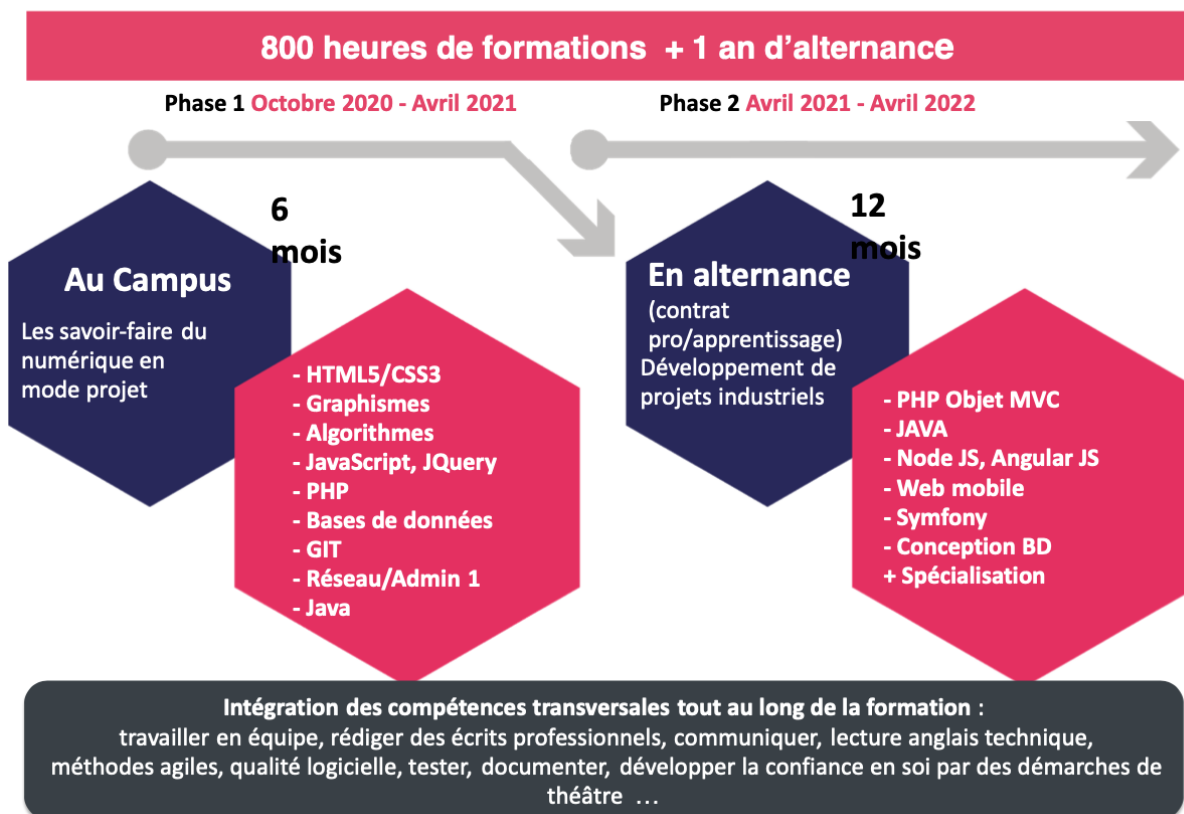 800 heures de formations + 1 an d’alternance
Phase 1 Octobre 2020 - Avril 2021
Phase 2 Avril 2021 - Avril 2022
6
mois
Au Campus
Les savoir-faire du
numérique en
mode projet
- HTML5/CSS3
- Graphismes
- Algorithmes
- JavaScript, JQuery
- PHP
- Bases de données
- GIT
- Réseau/Admin 1
- Java
12
mois
En alternance
(contrat
pro/apprentissage)
Développement de
projets industriels
- PHP Objet MVC
- JAVA
- Node JS, Angular JS
- Web mobile
- Symfony
- Conception BD
+ Spécialisation
Intégration des compétences transversales tout au long de la formation :
travailler en équipe, rédiger des écrits professionnels, communiquer, lecture anglais technique,
méthodes agiles, qualité logicielle, tester, documenter, développer la confiance en soi par des démarches de
théâtre …